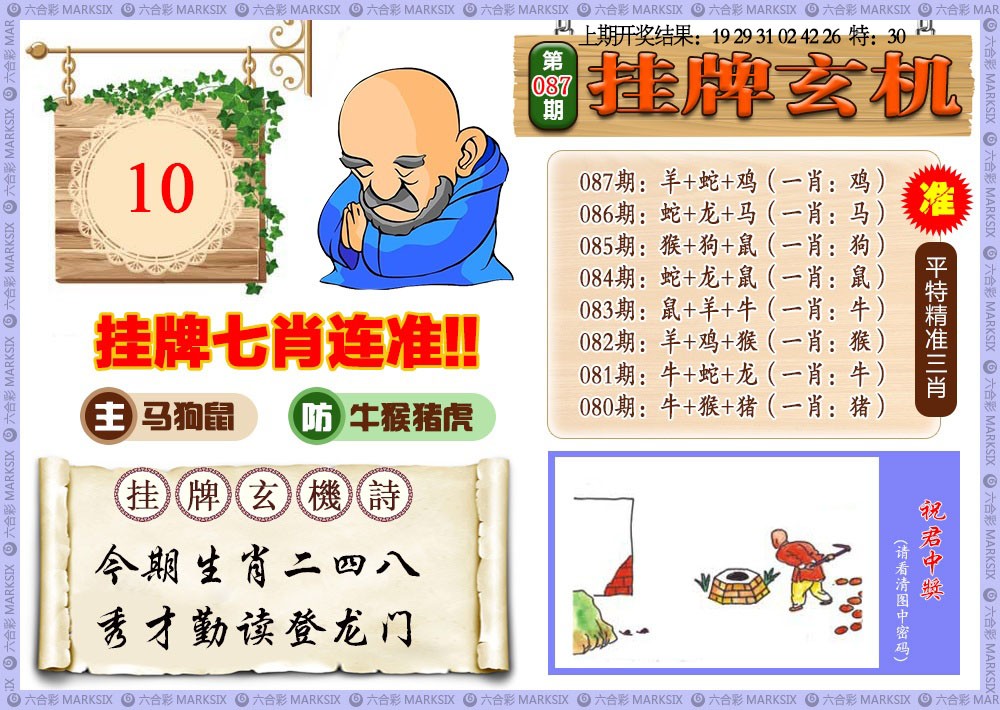 六合彩 MARKSIX
上期开奖结果：19 29 31 02 42 26 特：30
第
087
期
挂牌玄机
10
087期：羊+蛇+鸡（一肖：鸡）
086期：蛇+龙+马（一肖：马）
085期：猴+狗+鼠（一肖：狗）
084期：蛇+龙+鼠（一肖：鼠）
083期：鼠+羊+牛（一肖：牛）
082期：羊+鸡+猴（一肖：猴）
081期：牛+蛇+龙（一肖：牛）
080期：牛+猴+猪（一肖：猪）
准
平特精准三肖
挂牌七肖连准!!
主 马狗鼠
防 牛猴猪虎
挂牌玄機詩
今期生肖二四八
秀才勤读登龙门
祝君中奖
（请看清图中密码）